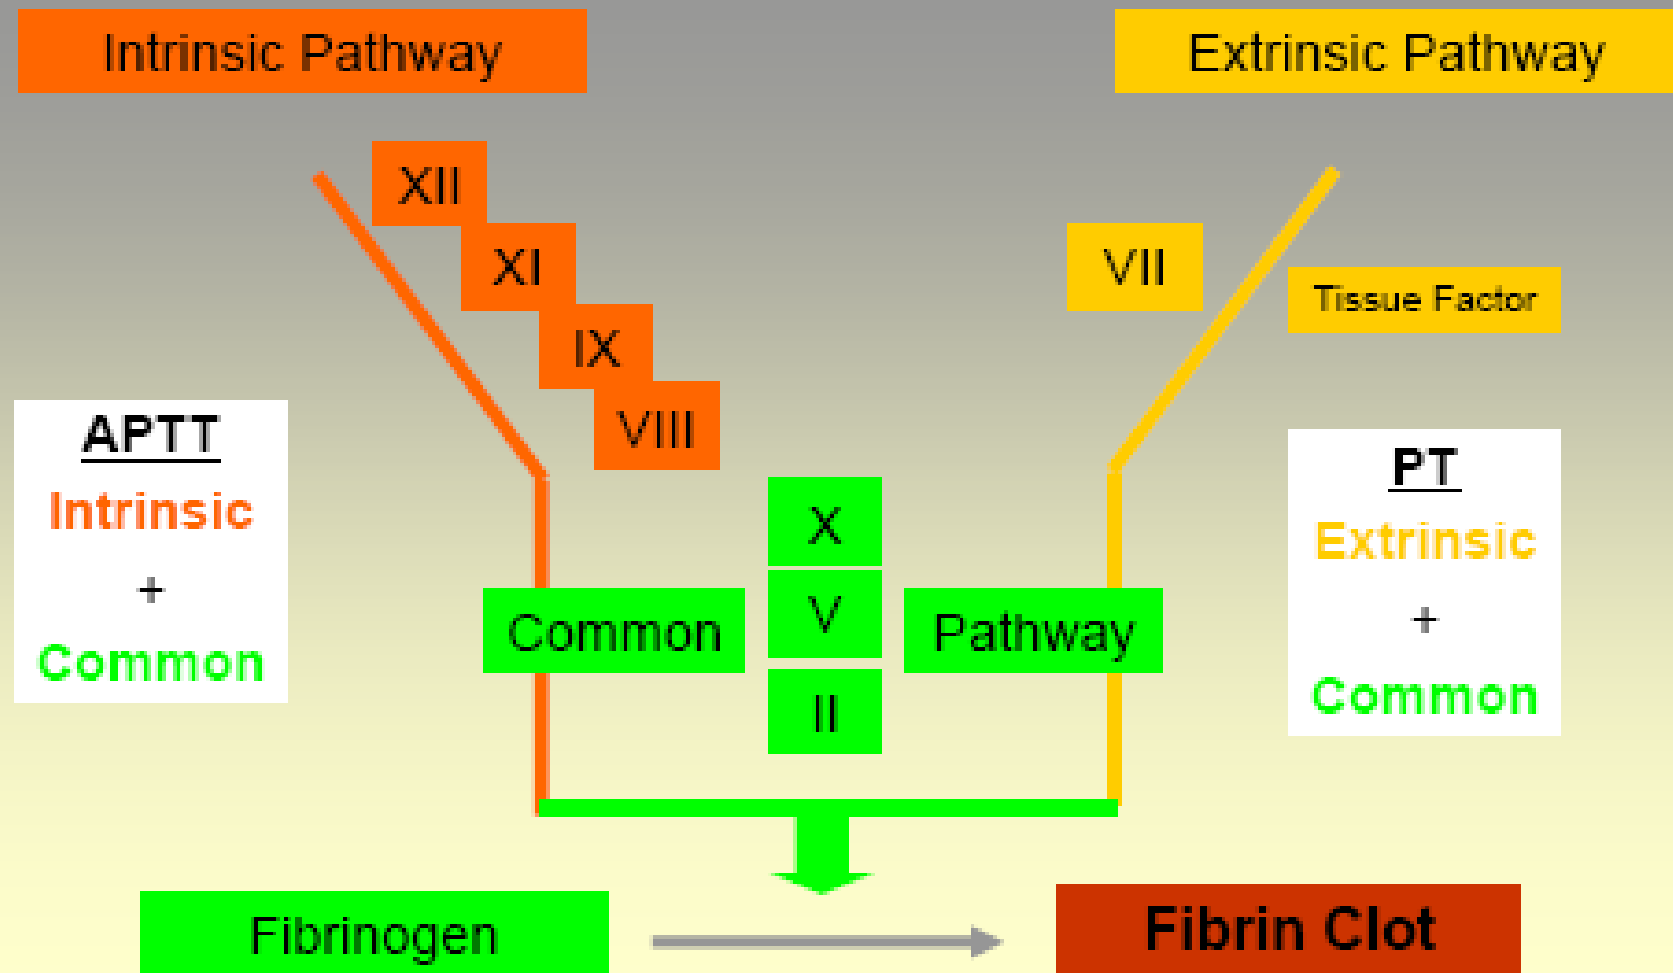 Intrinsic Pathway
Extrinsic Pathway
XII
XI
IX
VIII
VII
Tissue Factor
APTT
Intrinsic
+
Common
X
V
II
Common
Pathway
PT
Extrinsic
+
Common
Fibrinogen
Fibrin Clot